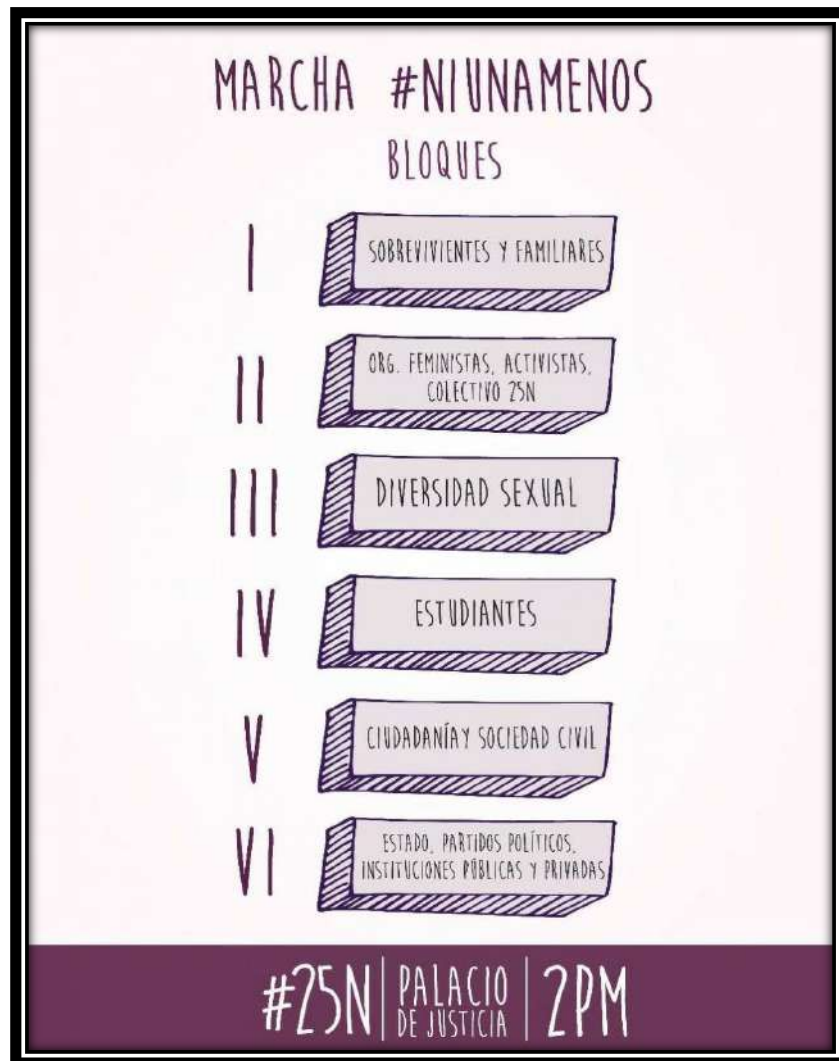 MARCHA #NIUNAMENOS
BLOQUES
I
SOBREVIVIENTES Y FAMILIARES
II
ORG. FEMINISTAS, ACTIVISTAS,
COLECTIVO 25N
III
DIVERSIDAD SEXUAL
IV
ESTUDIANTES
V
CIUDADANÍA Y SOCIEDAD CIVIL
VI
ESTADO, PARTIDOS POLÍTICOS,
INSTITUCIONES PÚBLICAS Y PRIVADAS
#25N
PALACIO
DE JUSTICIA
2PM